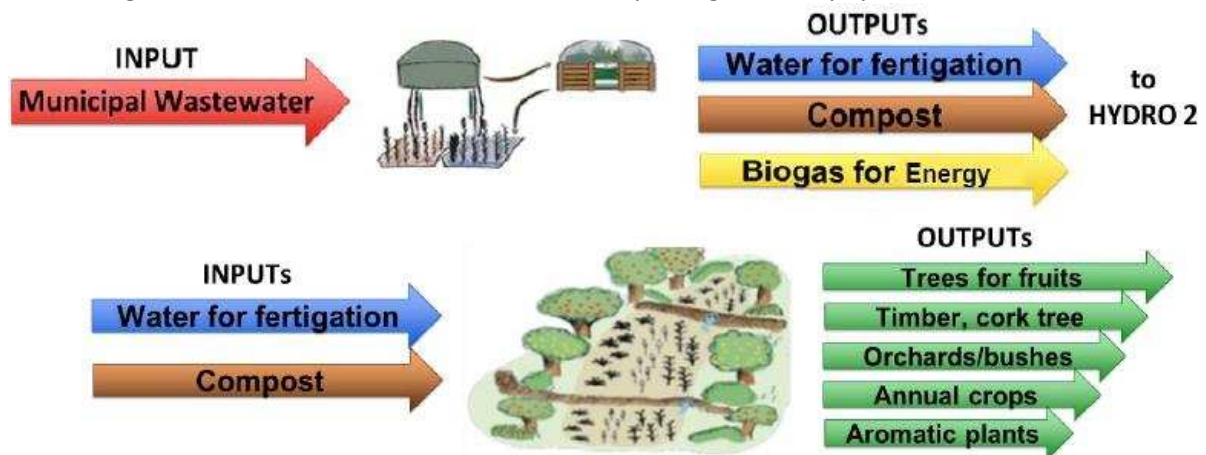 INPUT
Municipal Wastewater
OUTPUTs
Water for fertigation
Compost
Biogas for Energy
to
HYDRO 2
INPUTs
Water for fertigation
Compost
OUTPUTs
Trees for fruits
Timber, cork tree
Orchards/bushes
Annual crops
Aromatic plants